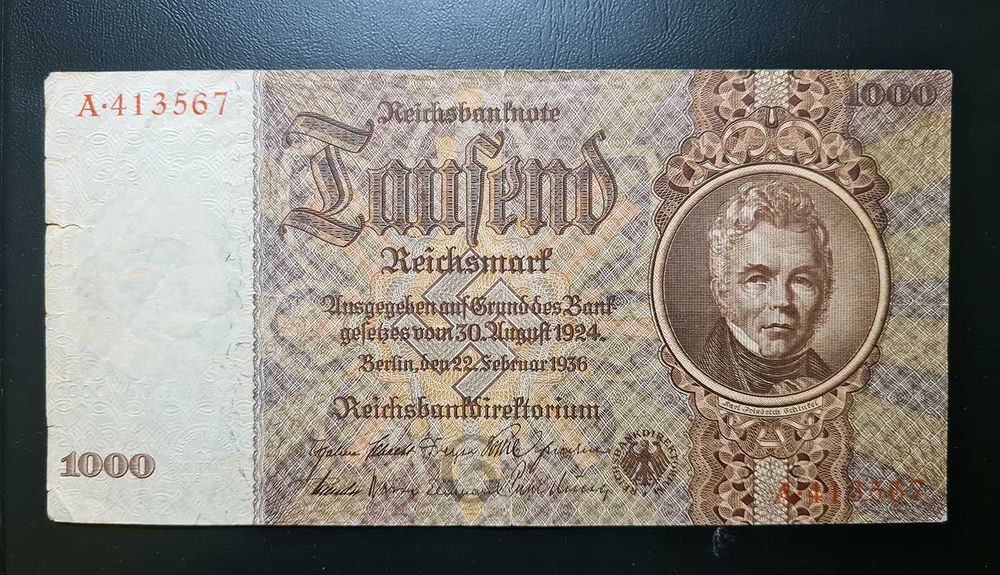 A·413567
1000
Reichsbanknote
Tausend
Reichsmark
Ausgegeben auf Grund des Bank
gesetzes vom 30. August 1924.
Berlin, den 22. Februar 1936
Reichsbankdirektorium
Karl Friedrich Schinkel
1000
A·413567